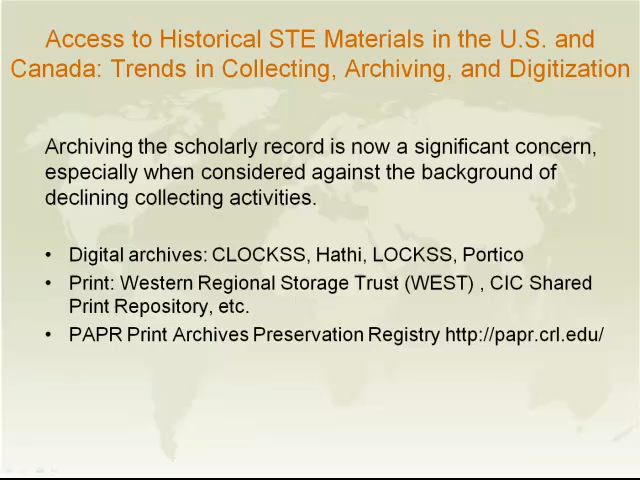 Access to Historical STE Materials in the U.S. and
Canada: Trends in Collecting, Archiving, and Digitization
Archiving the scholarly record is now a significant concern,
especially when considered against the background of
declining collecting activities.
• Digital archives: CLOCKSS, Hathi, LOCKSS, Portico
• Print: Western Regional Storage Trust (WEST) , CIC Shared
Print Repository, etc.
• PAPR Print Archives Preservation Registry http://papr.crl.edu/